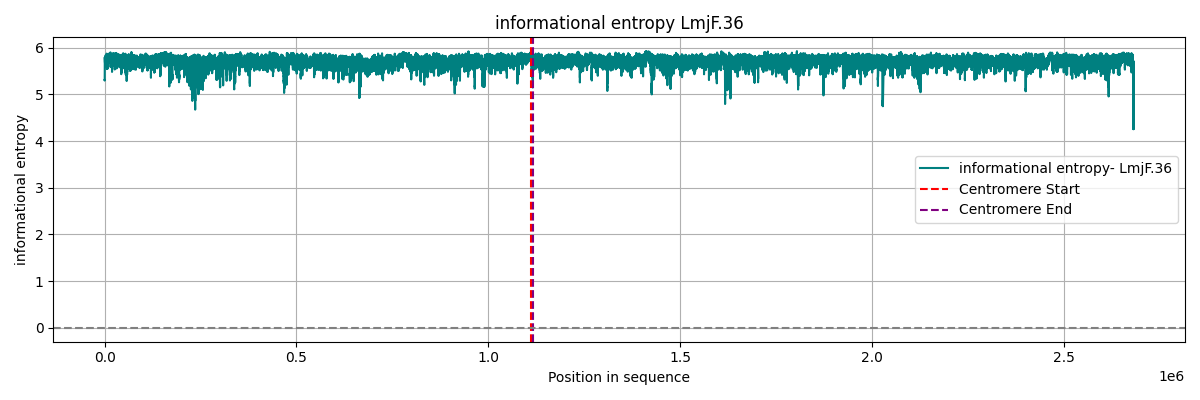 informational entropy LmjF.36
informational entropy
6
5
4
3
2
1
0
informational entropy- LmjF.36
Centromere Start
Centromere End
0.0 0.5 1.0 1.5 2.0 2.5
1e6
Position in sequence